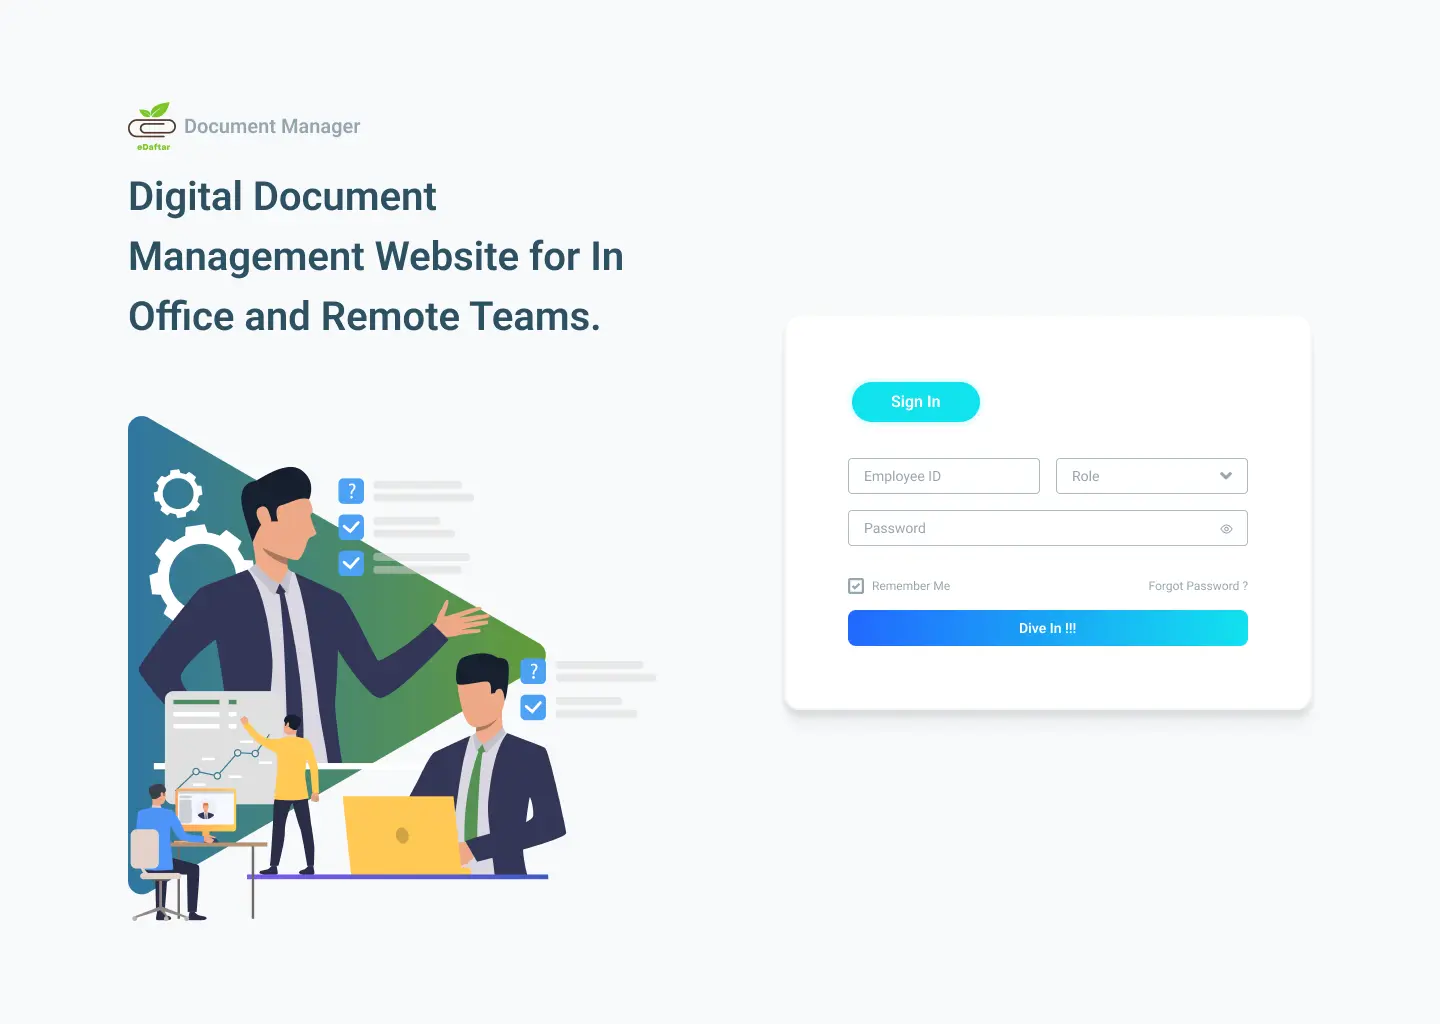 eDaftar
Document Manager
Digital Document
Management Website for In
Office and Remote Teams.
?
?
Sign In
Employee ID
Role
Password
Remember Me
Forgot Password ?
Dive In !!!